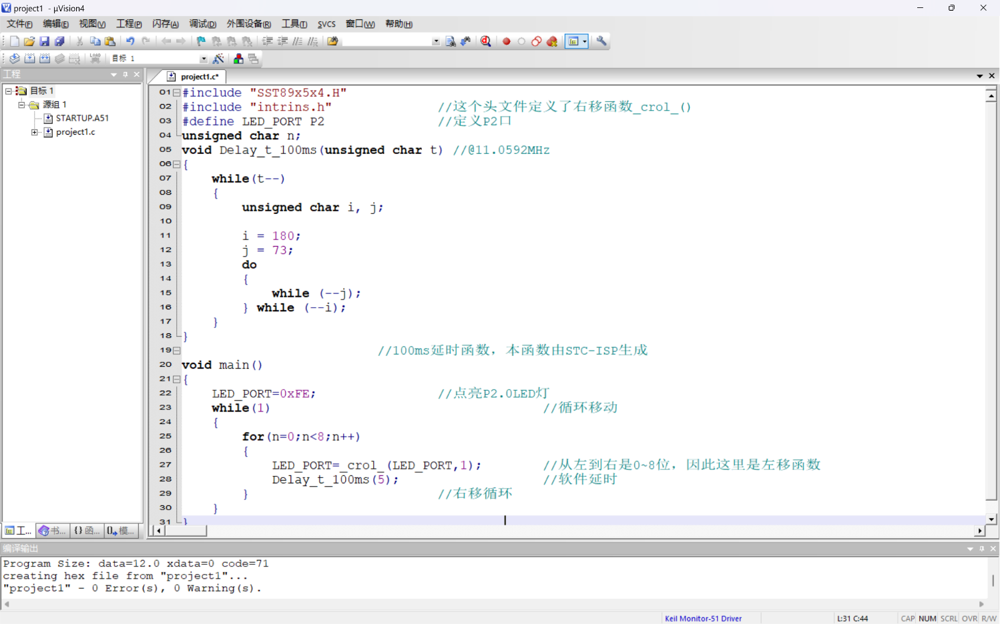 project1 - µVision4
文件(F) 编辑(E) 视图(V) 工程(P) 闪存(A) 调试(D) 外围设备(R) 工具(T) SVCS 窗口(W) 帮助(H)
目标 1
工程
project1.c*
目标 1
源组 1
STARTUP.A51
project1.c
01 #include "SST89x5x4.H"
02 #include "intrins.h" //这个头文件定义了右移函数_crol_()
03 #define LED_PORT P2 //定义P2口
04 unsigned char n;
05 void Delay_t_100ms(unsigned char t) //@11.0592MHz
06 {
07 while(t--)
08 {
09 unsigned char i, j;
10
11 i = 180;
12 j = 73;
13 do
14 {
15 while (--j);
16 } while (--i);
17 }
18 }
19 //100ms延时函数，本函数由STC-ISP生成
20 void main()
21 {
22 LED_PORT=0xFE; //点亮P2.0LED灯
23 while(1) //循环移动
24 {
25 for(n=0;n<8;n++)
26 {
27 LED_PORT=_crol_(LED_PORT,1); //从左到右是0~8位，因此这里是左移函数
28 Delay_t_100ms(5); //软件延时
29 } //右移循环
30 }
31 }
工... 书... {} 函... 0 模...
编译输出
Program Size: data=12.0 xdata=0 code=71
creating hex file from "project1"...
"project1" - 0 Error(s), 0 Warning(s).
Keil Monitor-51 Driver L:31 C:44 CAP NUM SCRL OVR R/W